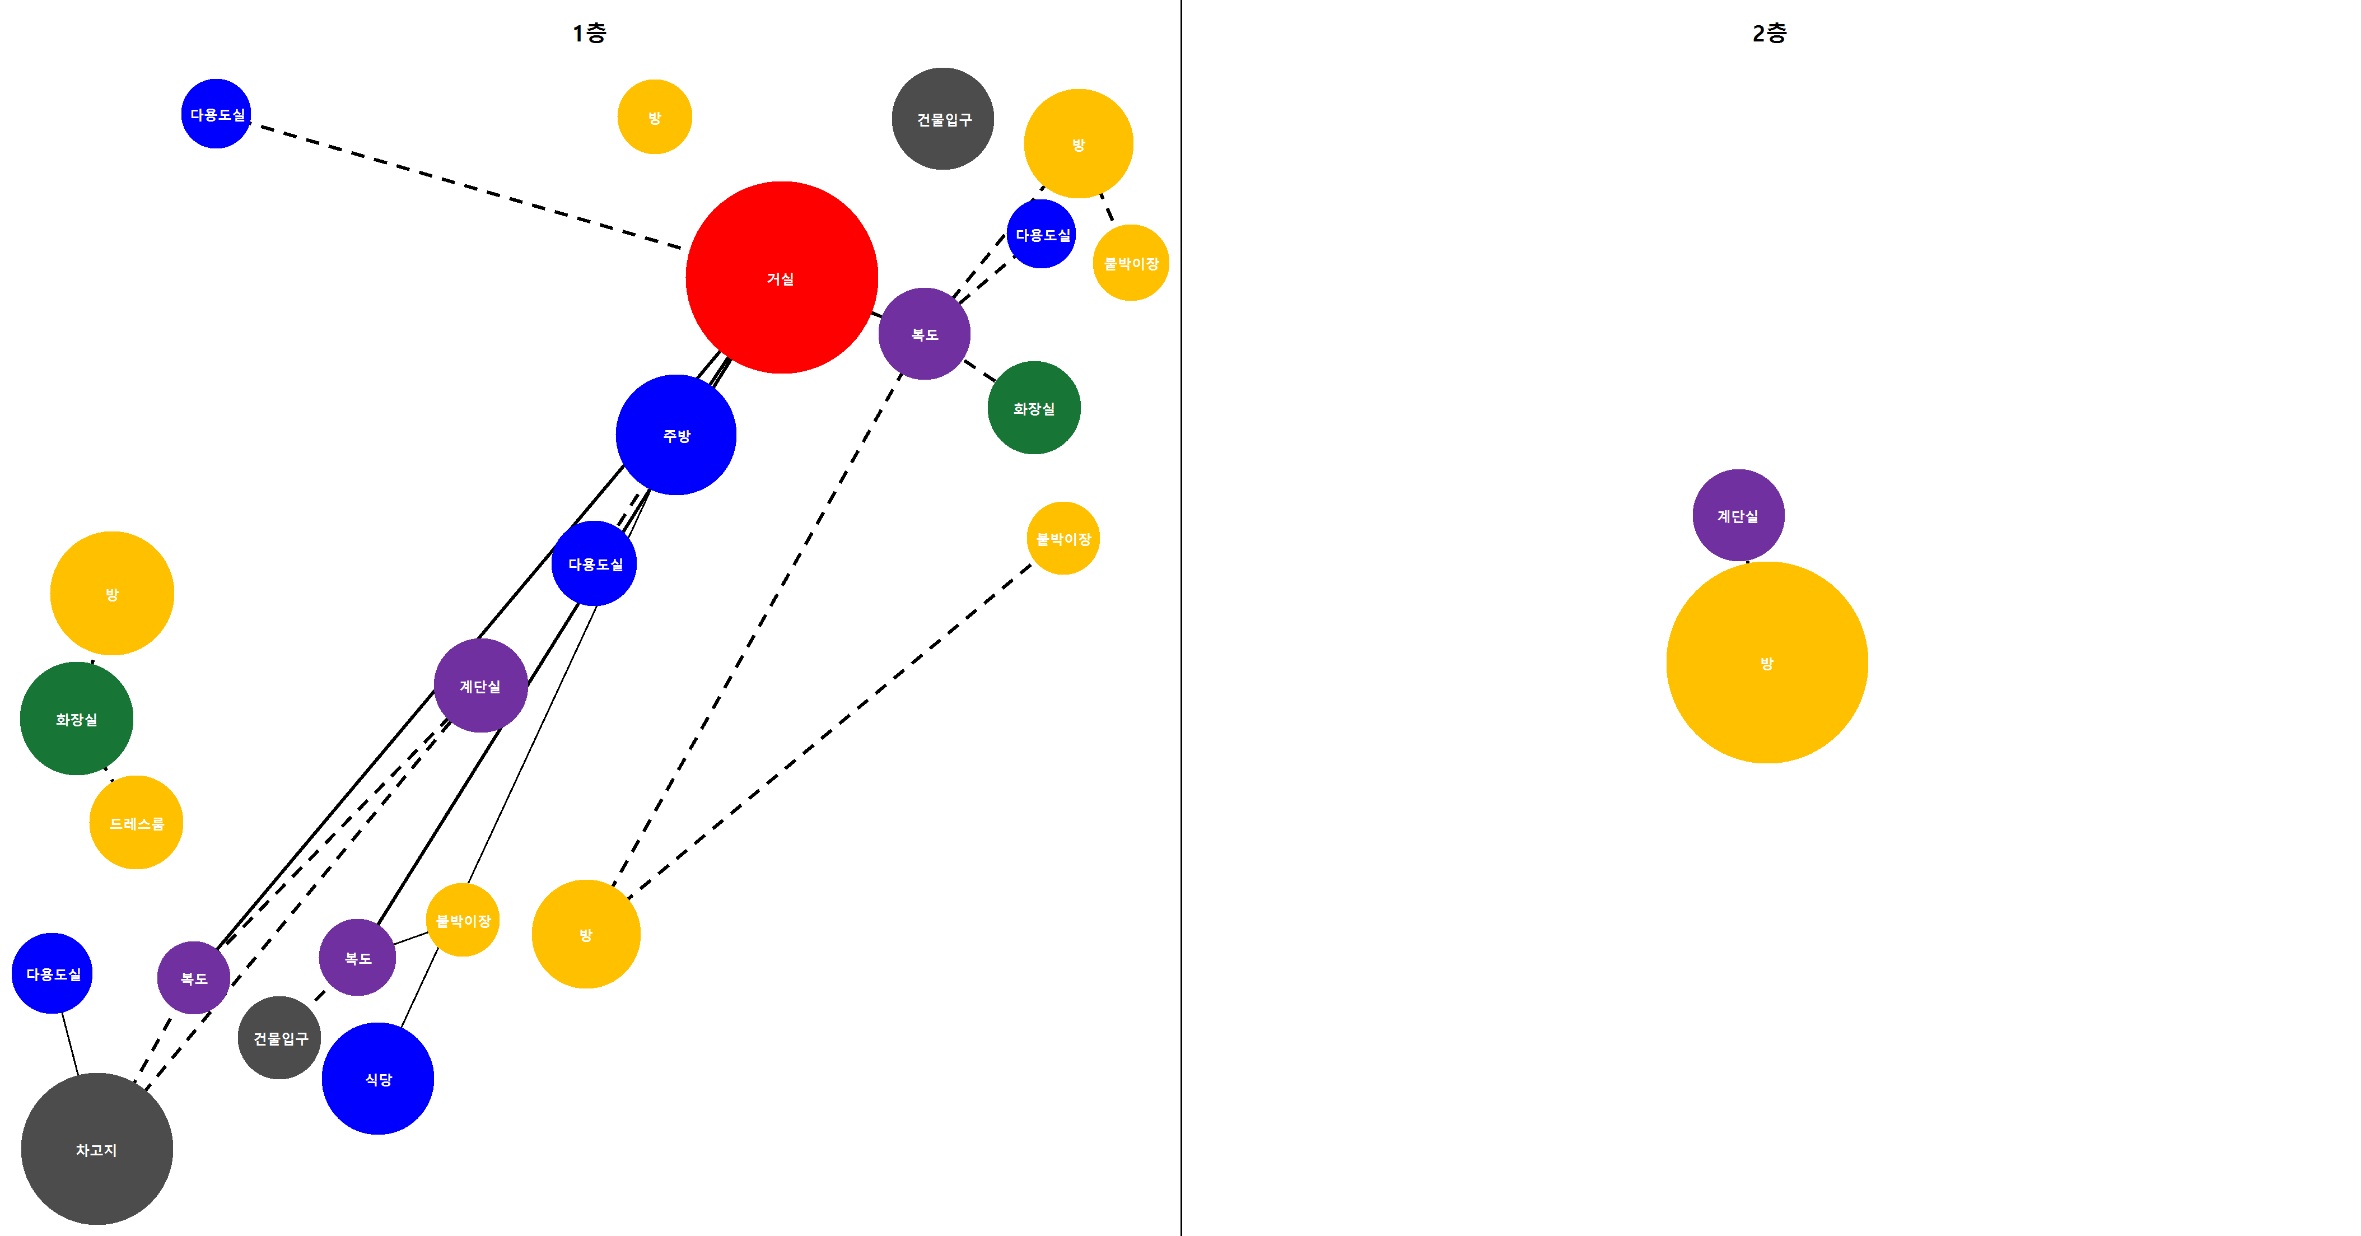 1층
다용도실
방
건물입구
방
다용도실
붙박이장
거실
복도
화장실
주방
붙박이장
다용도실
방
계단실
화장실
드레스룸
붙박이장
방
복도
다용도실
복도
건물입구
식당
차고지
2층
계단실
방